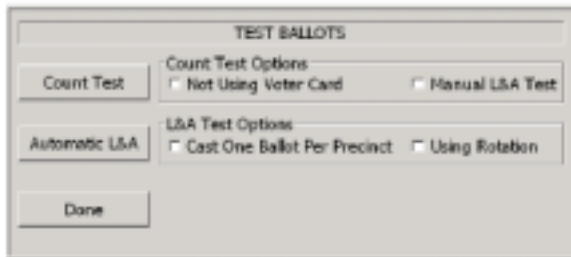 TEST BALLOTS
Count Test
Count Test Options
Not Using Voter Card
Manual L&A Test
Automatic L&A
L&A Test Options
Cast One Ballot Per Precinct
Using Rotation
Done